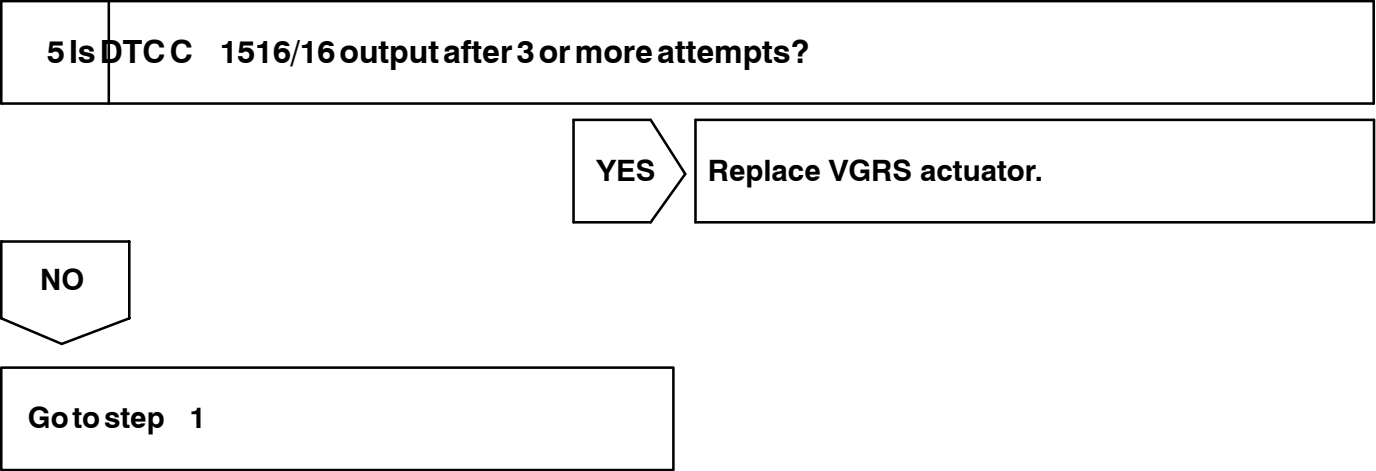 5 Is DTC C 1516/16 output after 3 or more attempts?
YES
Replace VGRS actuator.
NO
Go to step 1